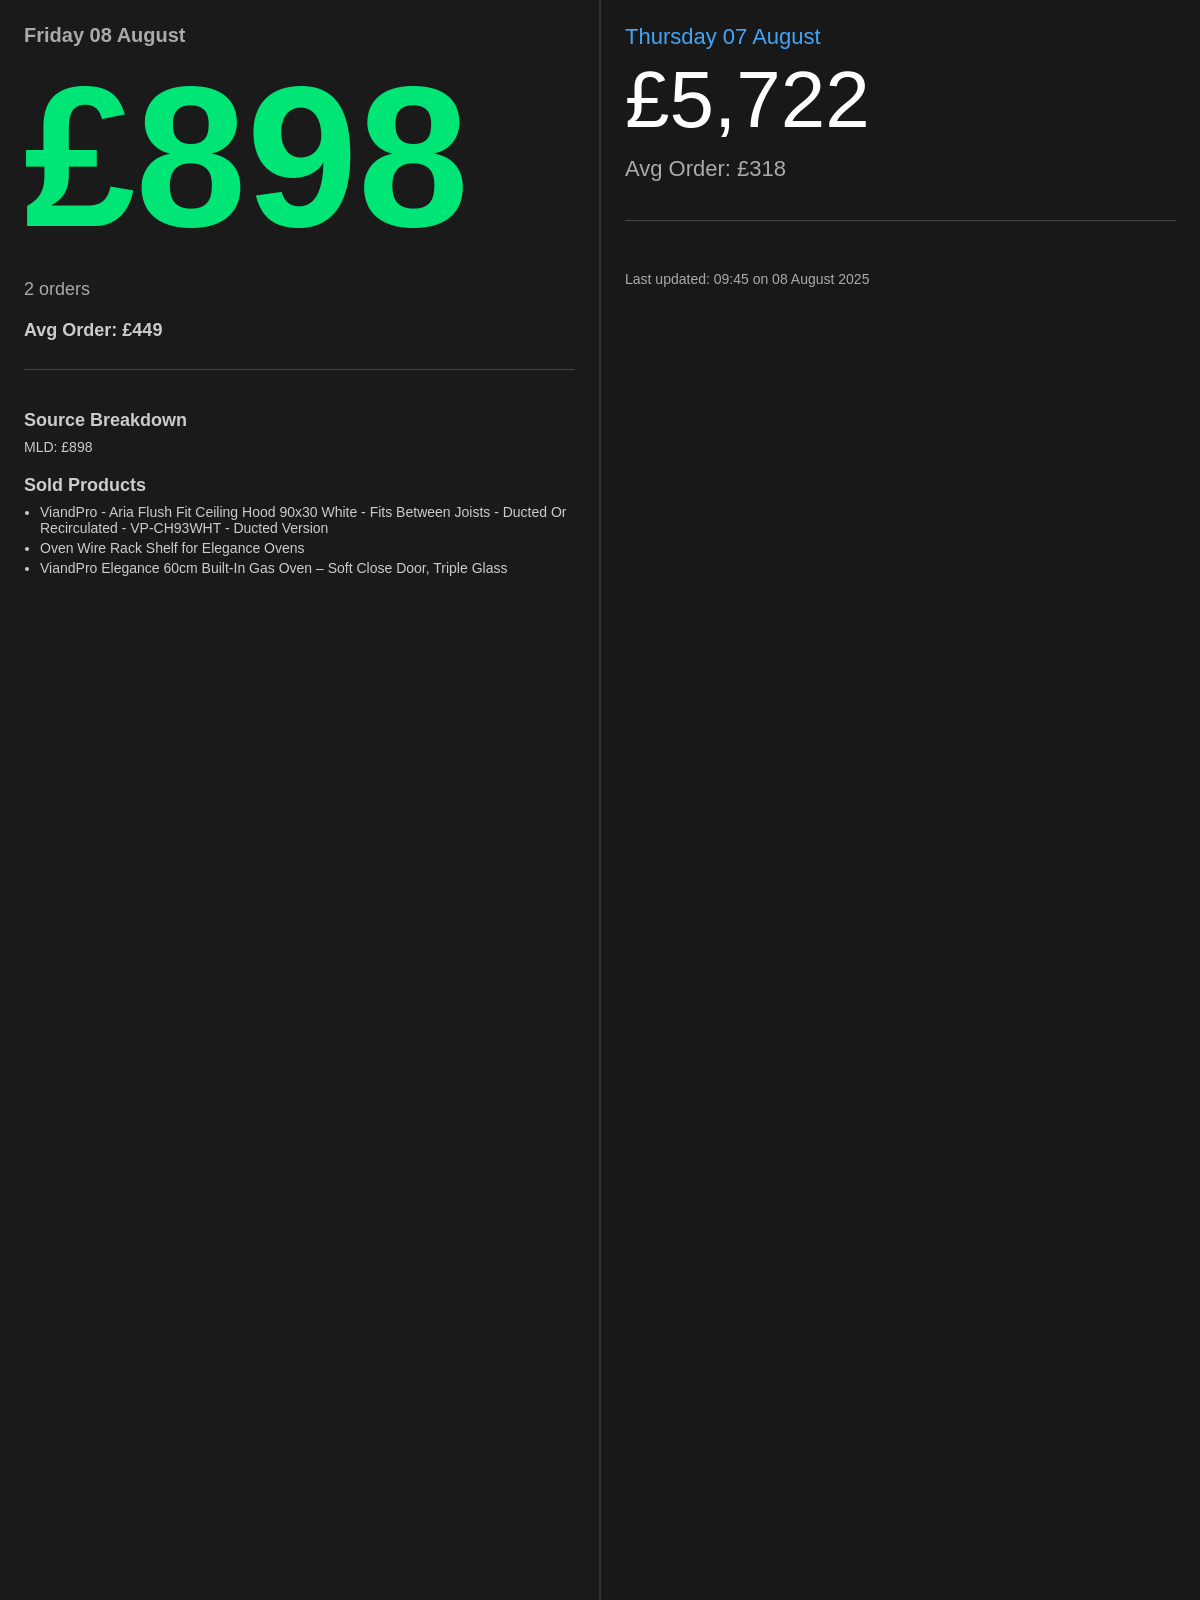 Friday 08 August
£898
2 orders
Avg Order: £449
Source Breakdown
MLD: £898
Sold Products
• ViandPro - Aria Flush Fit Ceiling Hood 90x30 White - Fits Between Joists - Ducted Or
Recirculated - VP-CH93WHT - Ducted Version
• Oven Wire Rack Shelf for Elegance Ovens
• ViandPro Elegance 60cm Built-In Gas Oven – Soft Close Door, Triple Glass
Thursday 07 August
£5,722
Avg Order: £318
Last updated: 09:45 on 08 August 2025